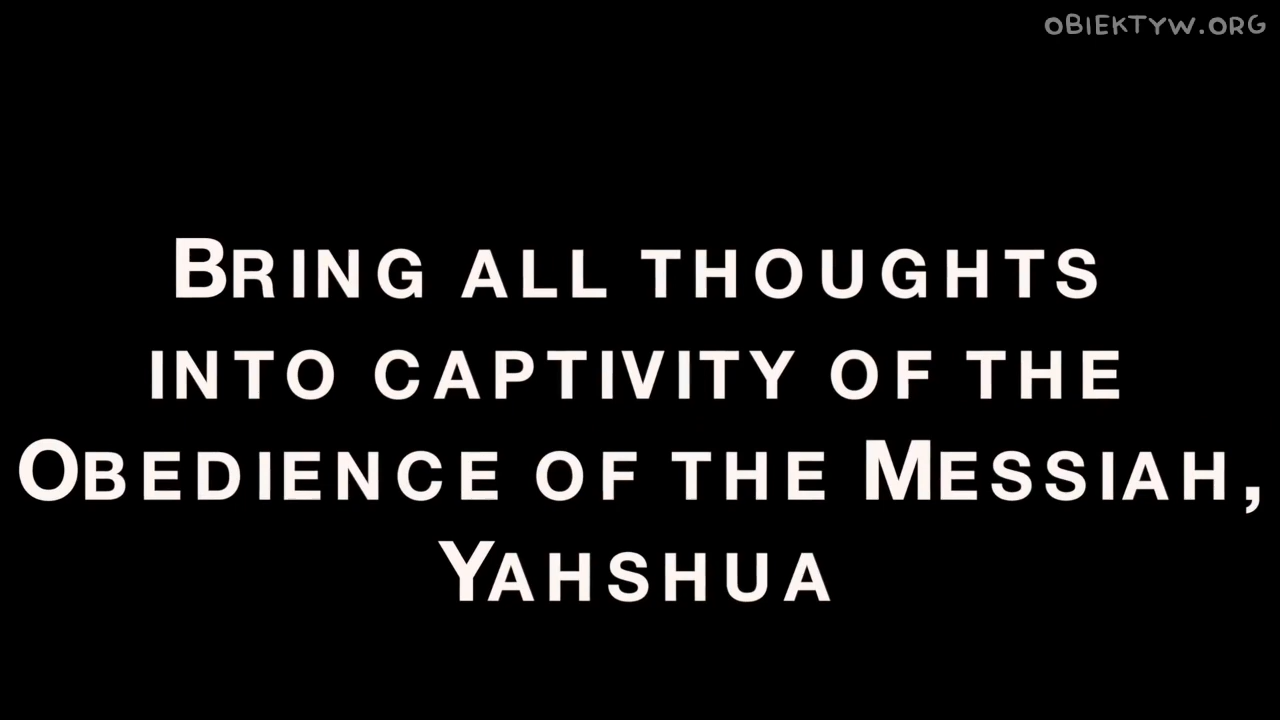 OBIEKTYW.ORG
Bring all thoughts
into captivity of the
Obedience of the Messiah,
Yahshua